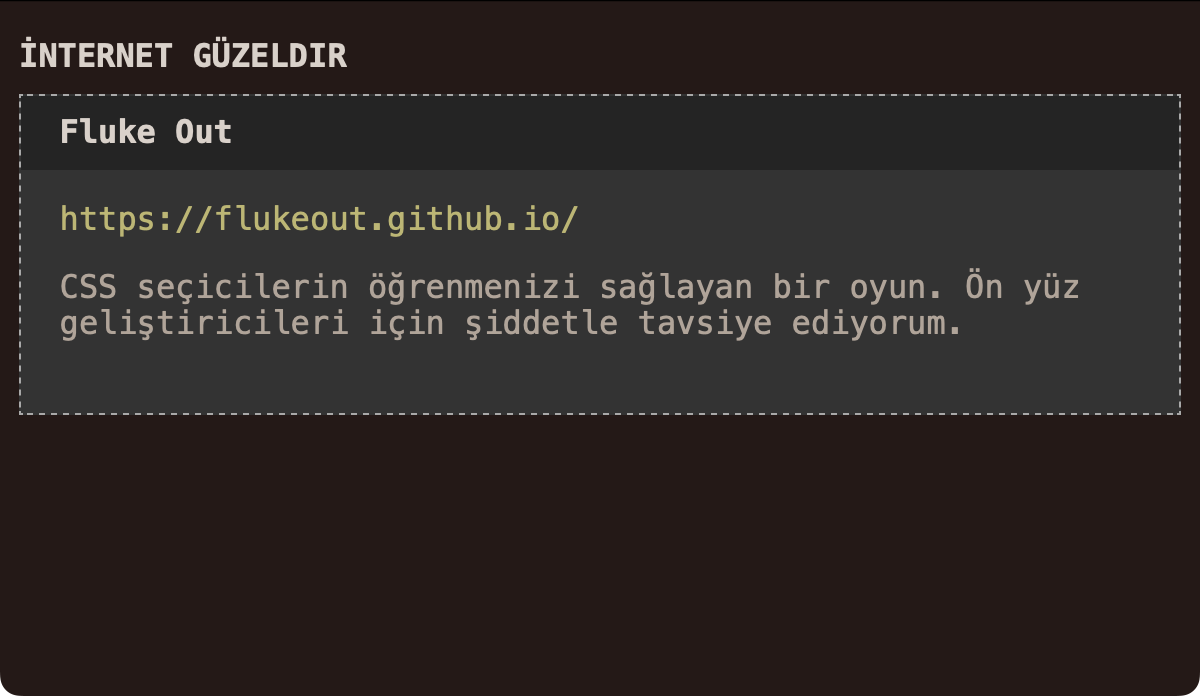 İNTERNET GÜZELDIR
Fluke Out
https://flukeout.github.io/
CSS seçicilerin öğrenmenizi sağlayan bir oyun. Ön yüz
geliştiricileri için şiddetle tavsiye ediyorum.